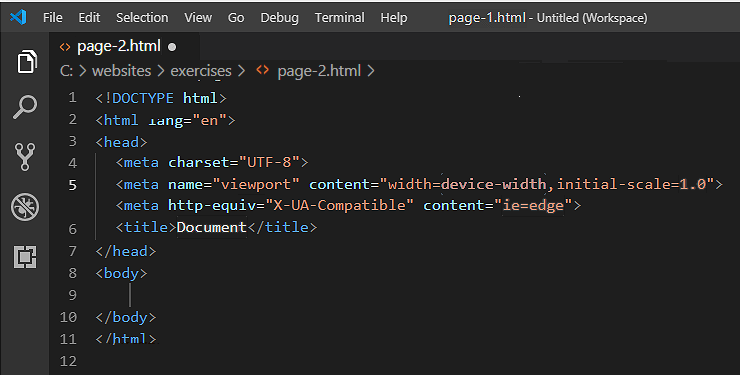 File Edit Selection View Go Debug Terminal Help page-1.html - Untitled (Workspace)
page-2.html
C: > websites > exercises > page-2.html >
1 <!DOCTYPE html>
2 <html lang="en">
3 <head>
4 <meta charset="UTF-8">
5 <meta name="viewport" content="width=device-width,initial-scale=1.0">
<meta http-equiv="X-UA-Compatible" content="ie=edge">
6 <title>Document</title>
7 </head>
8 <body>
9
10 </body>
11 </html>
12